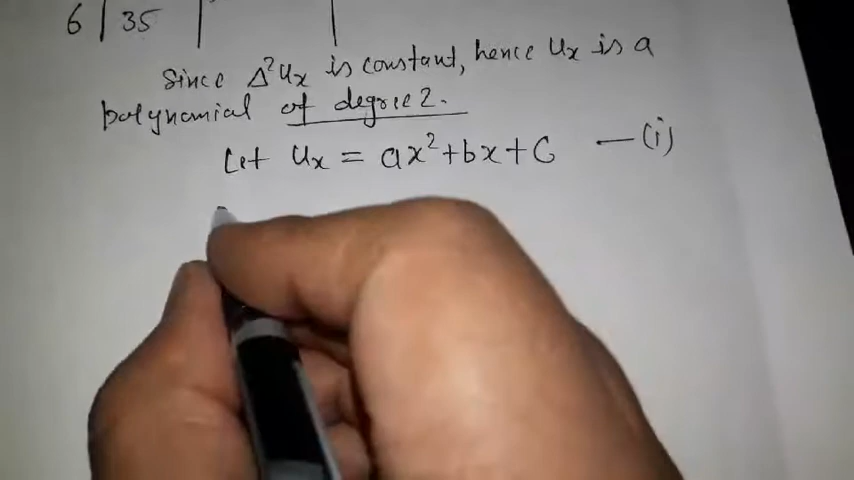 6 | 35 | |
Since Δ²Ux is constant, hence Ux is a
polynomial of degree 2.
Let Ux = ax²+bx+C —(i)